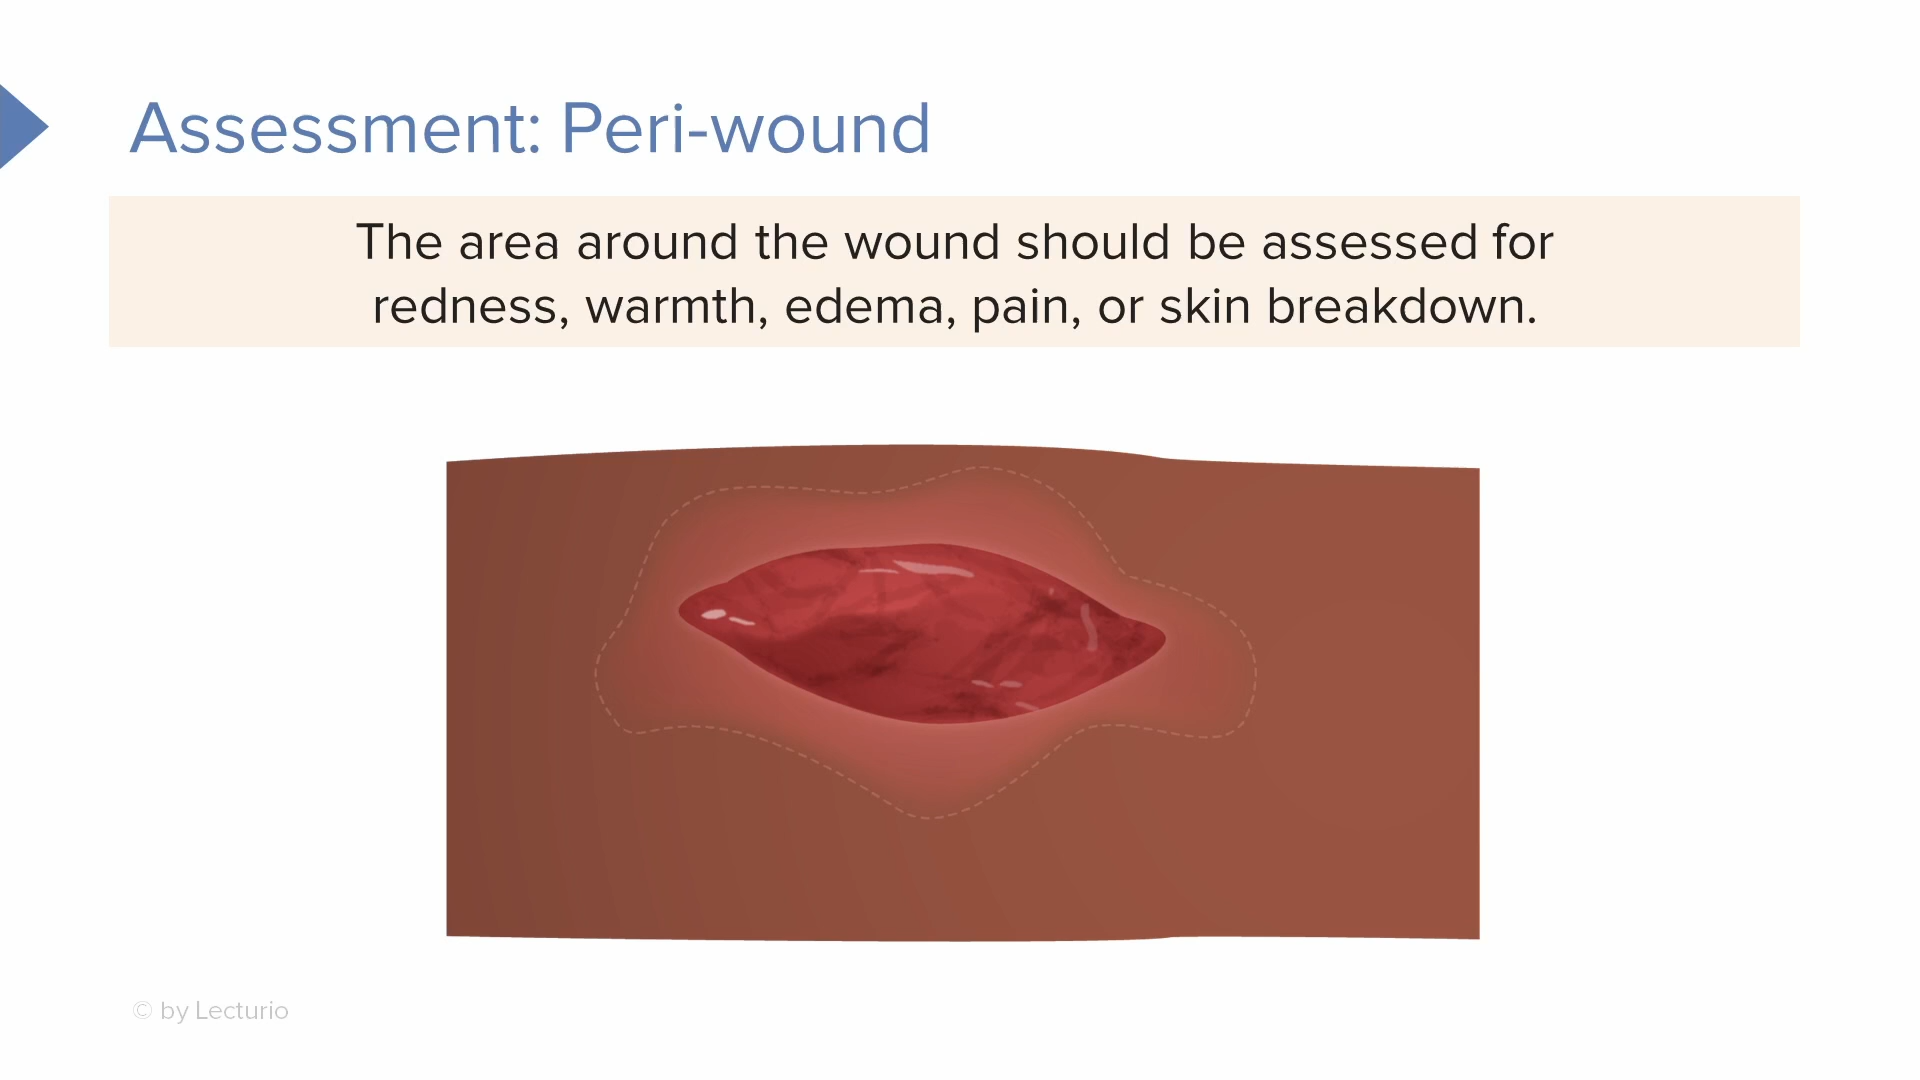 Assessment: Peri-wound
The area around the wound should be assessed for
redness, warmth, edema, pain, or skin breakdown.
© by Lecturio